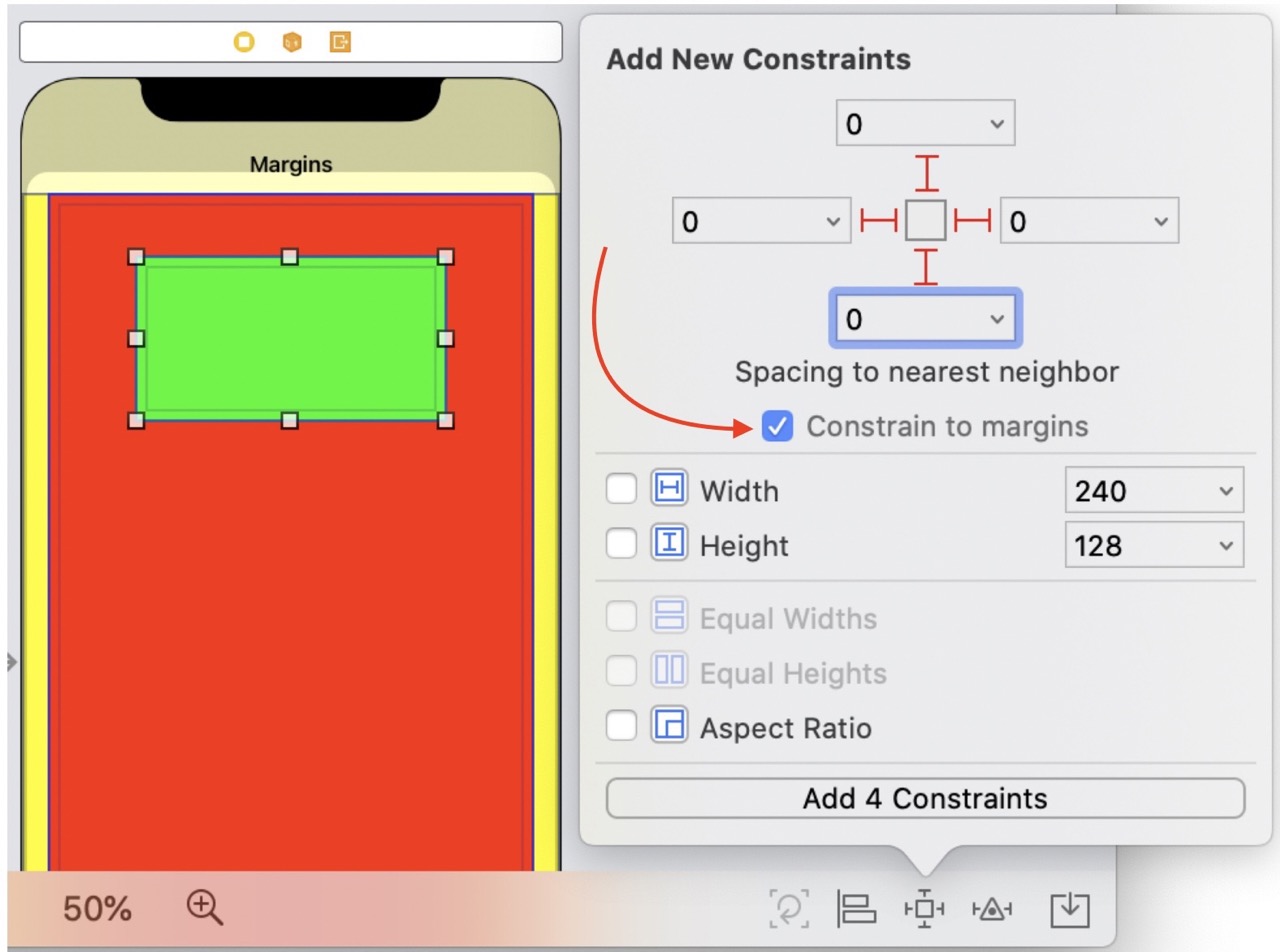 Add New Constraints
0
Margins
0
0
0
Spacing to nearest neighbor
Constrain to margins
Width
240
Height
128
Equal Widths
Equal Heights
Aspect Ratio
Add 4 Constraints
50%